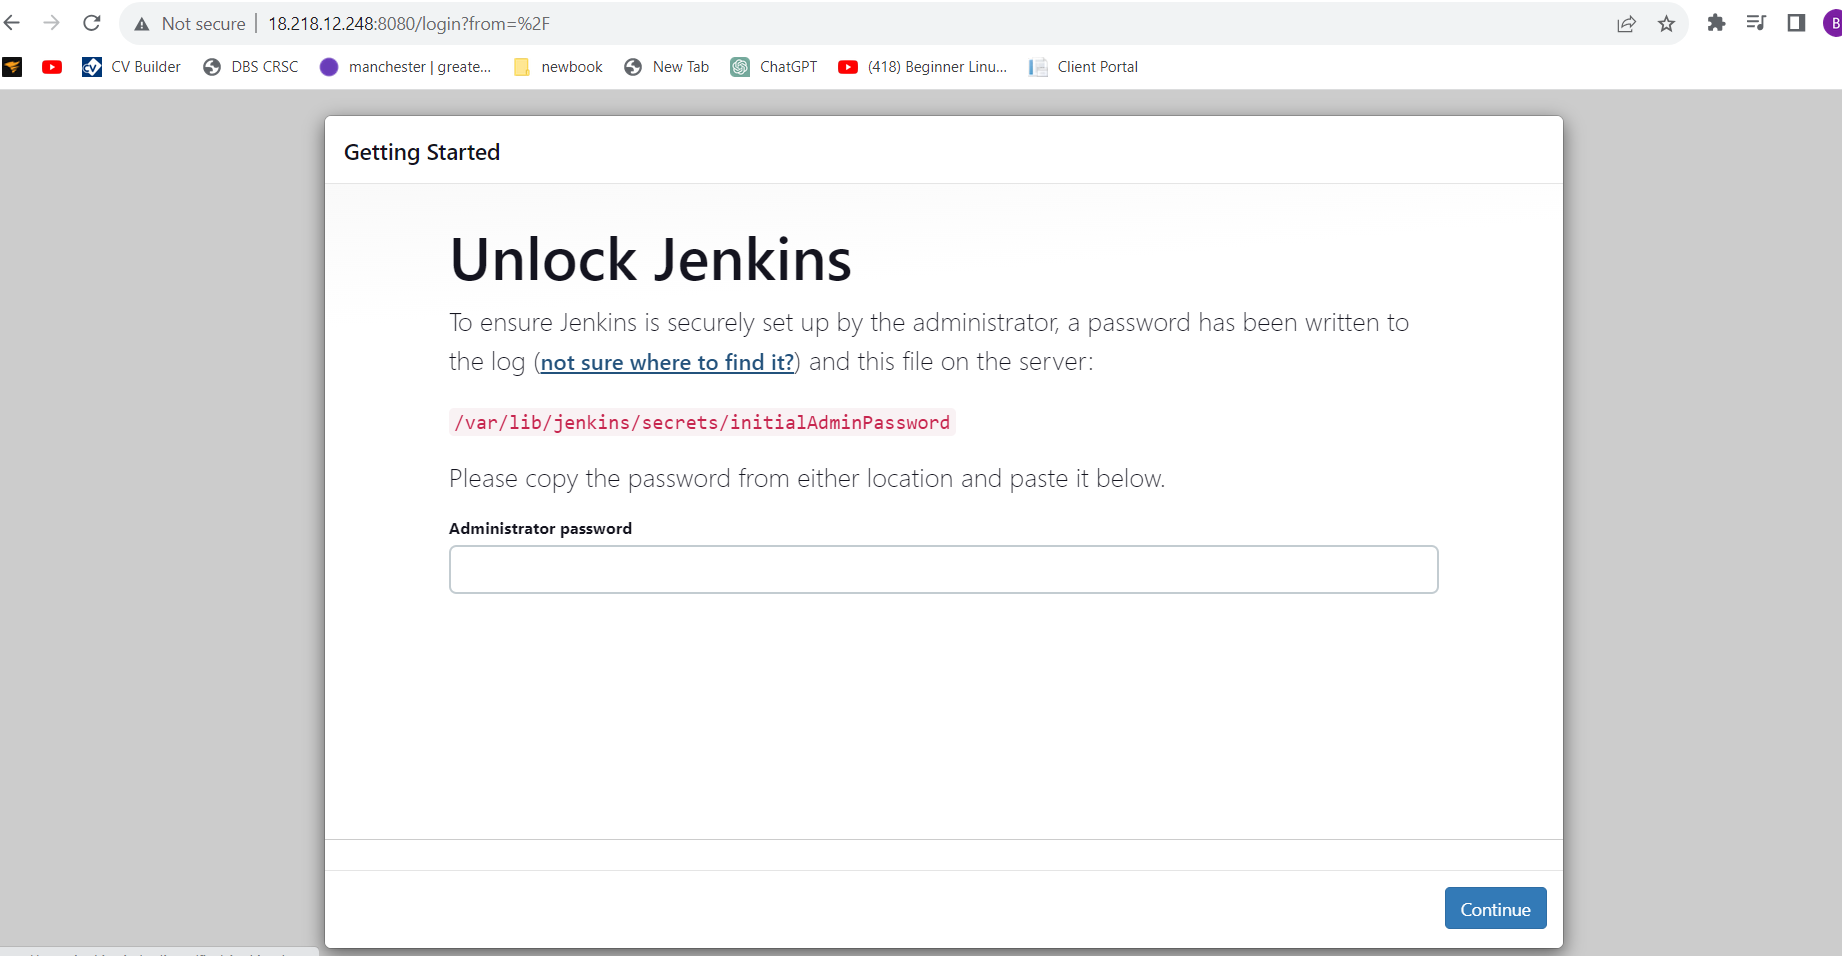 Not secure 18.218.12.248:8080/login?from=%2F
B
CV Builder DBS CRSC manchester | greate... newbook New Tab ChatGPT (418) Beginner Linu... Client Portal
Getting Started
Unlock Jenkins
To ensure Jenkins is securely set up by the administrator, a password has been written to
the log (not sure where to find it?) and this file on the server:
/var/lib/jenkins/secrets/initialAdminPassword
Please copy the password from either location and paste it below.
Administrator password
Continue